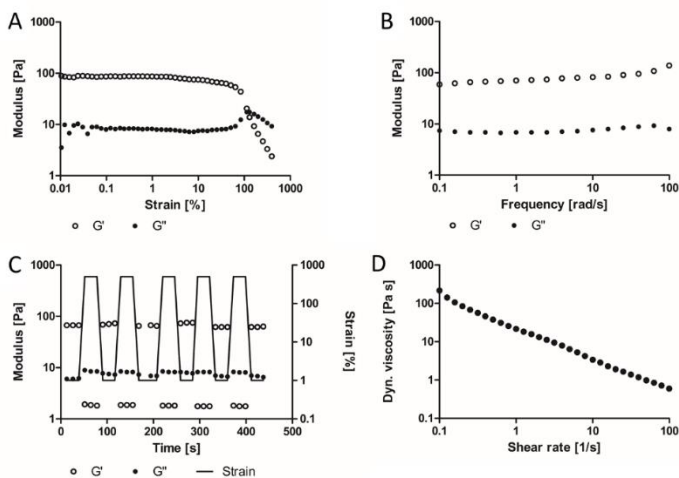 A
B
Modulus [Pa]
1000
100
10
1
0.01
0.1
1
10
100
1000
Strain [%]
○ G'
● G"
Modulus [Pa]
1000
100
10
1
0.1
1
10
100
Frequency [rad/s]
○ G'
● G"
C
D
Modulus [Pa]
1000
100
10
1
0
100
200
300
400
500
Time [s]
1000
100
10
1
0.1
Strain [%]
○ G'
● G"
— Strain
Dyn. viscosity [Pa s]
1000
100
10
1
0.1
0.1
1
10
100
Shear rate [1/s]